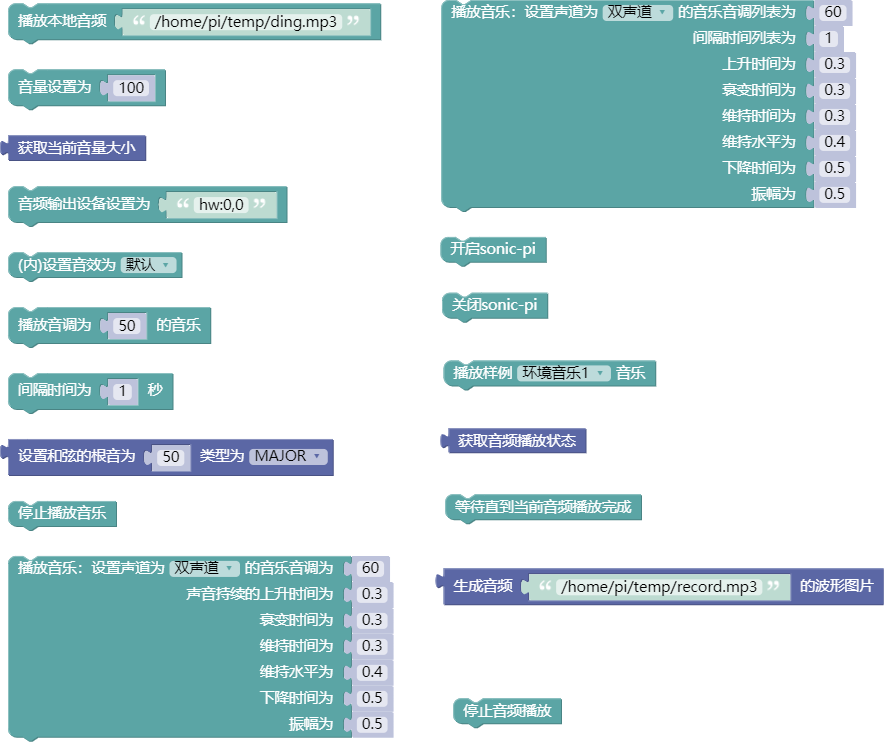 播放本地音频 “ /home/pi/temp/ding.mp3 ”
音量设置为 100
获取当前音量大小
音频输出设备设置为 “ hw:0,0 ”
(内)设置音效为 默认
播放音调为 50 的音乐
间隔时间为 1 秒
设置和弦的根音为 50 类型为 MAJOR
停止播放音乐
播放音乐：设置声道为 双声道 的音乐音调为 60
声音持续的上升时间为 0.3
衰变时间为 0.3
维持时间为 0.3
维持水平为 0.4
下降时间为 0.5
振幅为 0.5
播放音乐：设置声道为 双声道 的音乐音调列表为 60
间隔时间列表为 1
上升时间为 0.3
衰变时间为 0.3
维持时间为 0.3
维持水平为 0.4
下降时间为 0.5
振幅为 0.5
开启sonic-pi
关闭sonic-pi
播放样例 环境音乐1 音乐
获取音频播放状态
等待直到当前音频播放完成
生成音频 “ /home/pi/temp/record.mp3 ” 的波形图片
停止音频播放